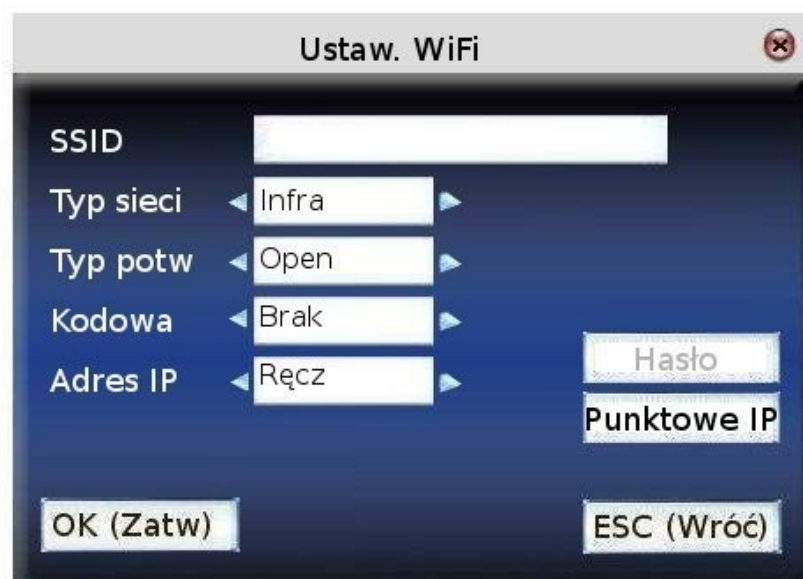 Ustaw. WiFi
SSID
Typ sieci Infra
Typ potw Open
Kodowa Brak
Adres IP Ręcz
Hasło
Punktowe IP
OK (Zatw) ESC (Wróć)